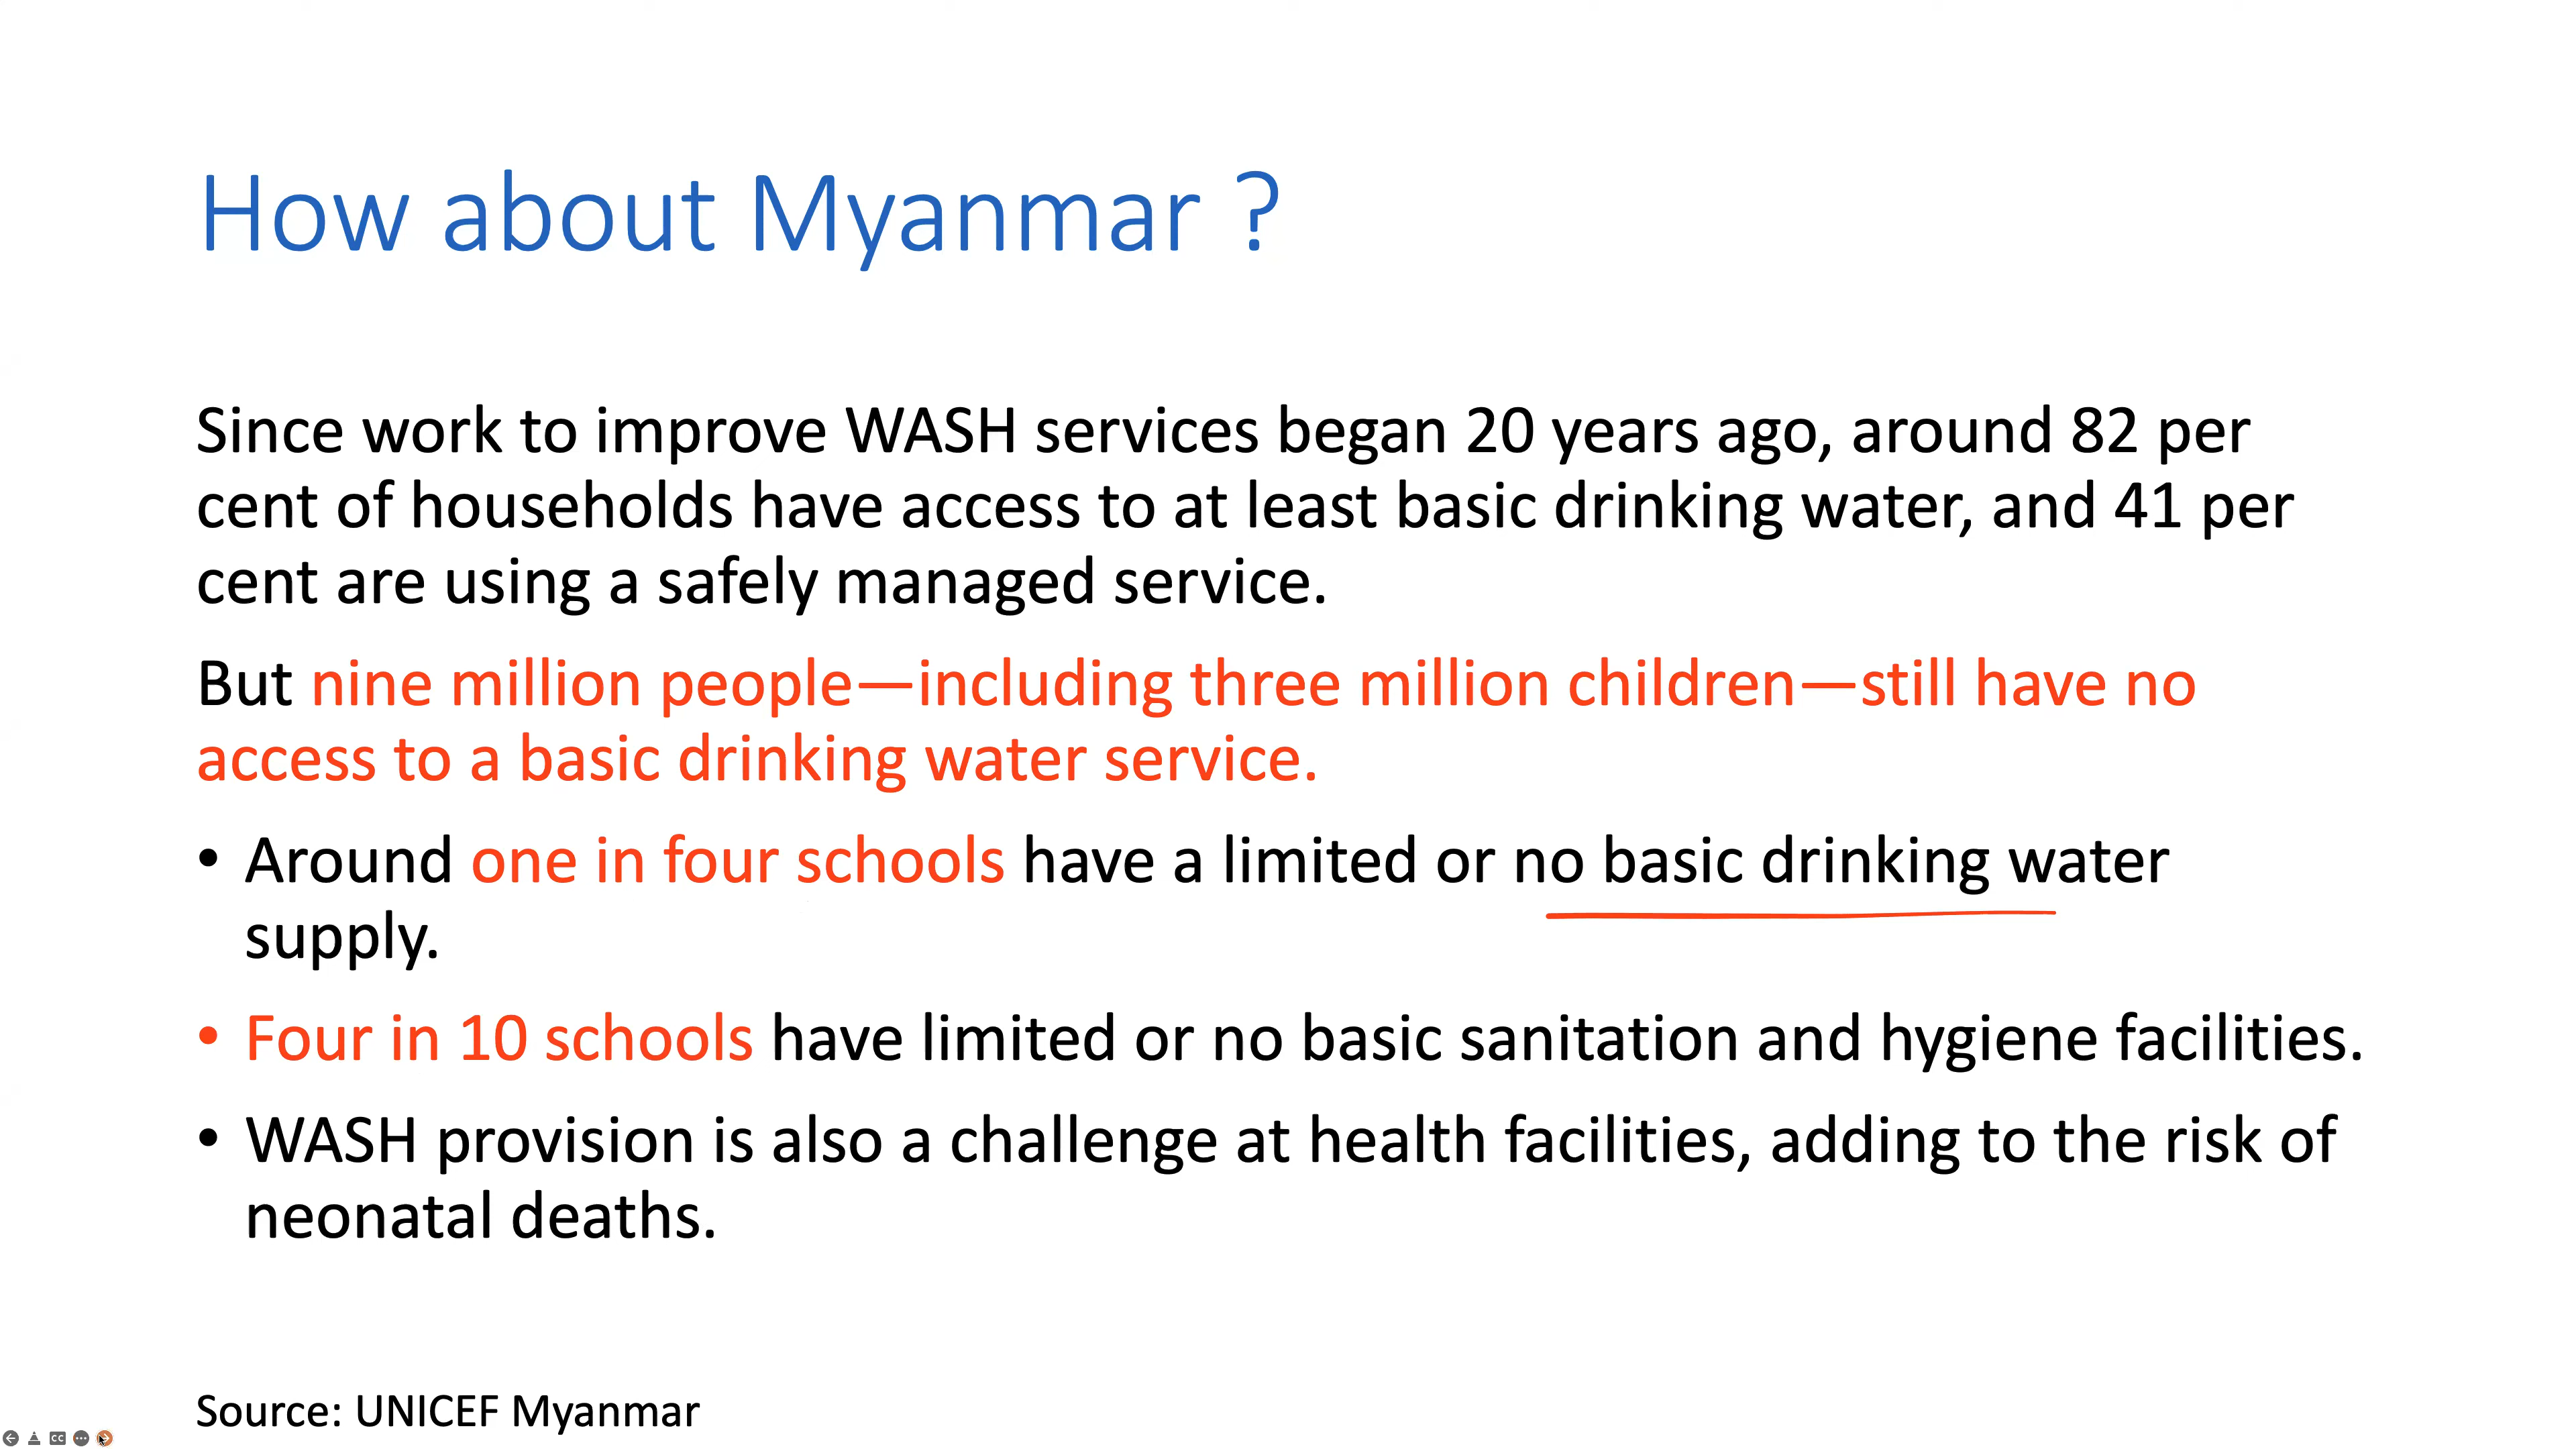 How about Myanmar ?
Since work to improve WASH services began 20 years ago, around 82 per
cent of households have access to at least basic drinking water, and 41 per
cent are using a safely managed service.
But nine million people—including three million children—still have no
access to a basic drinking water service.
• Around one in four schools have a limited or no basic drinking water
supply.
• Four in 10 schools have limited or no basic sanitation and hygiene facilities.
• WASH provision is also a challenge at health facilities, adding to the risk of
neonatal deaths.
Source: UNICEF Myanmar
CC